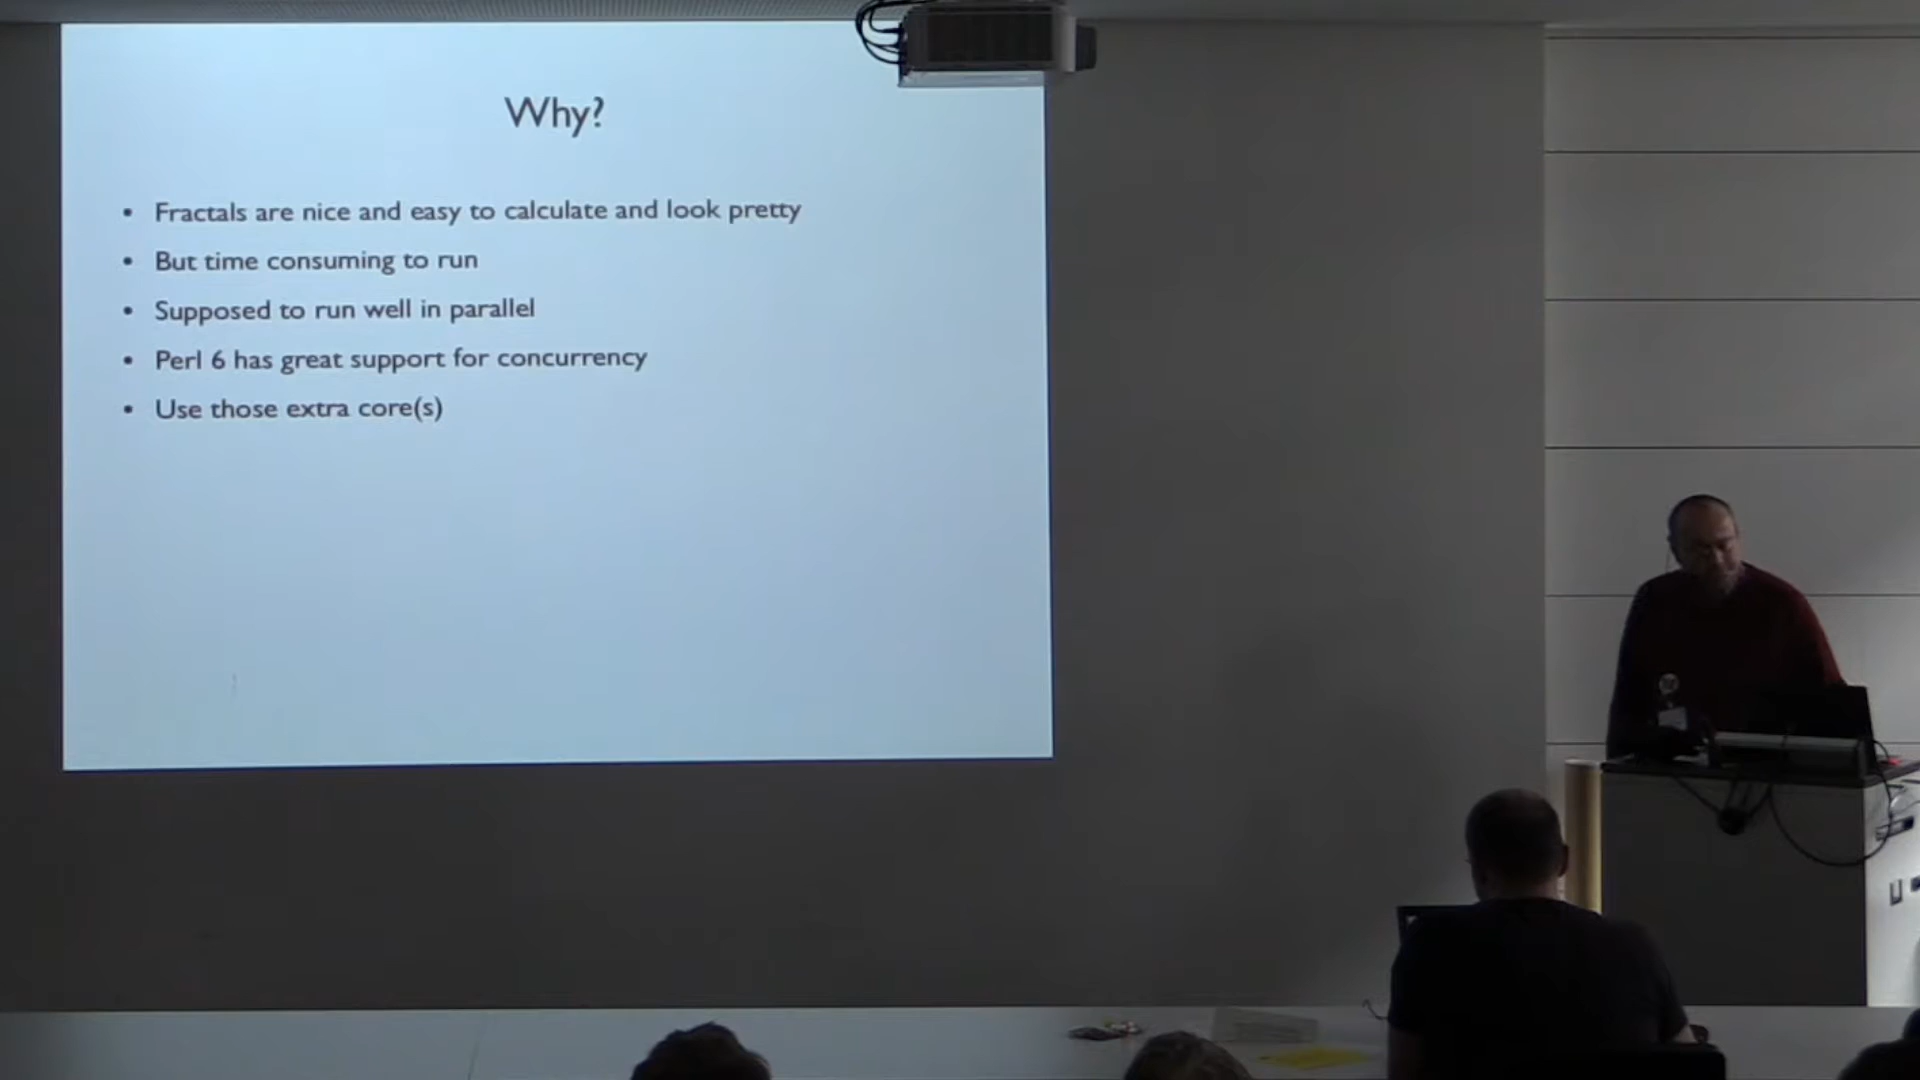 Why?
• Fractals are nice and easy to calculate and look pretty
• But time consuming to run
• Supposed to run well in parallel
• Perl 6 has great support for concurrency
• Use those extra core(s)